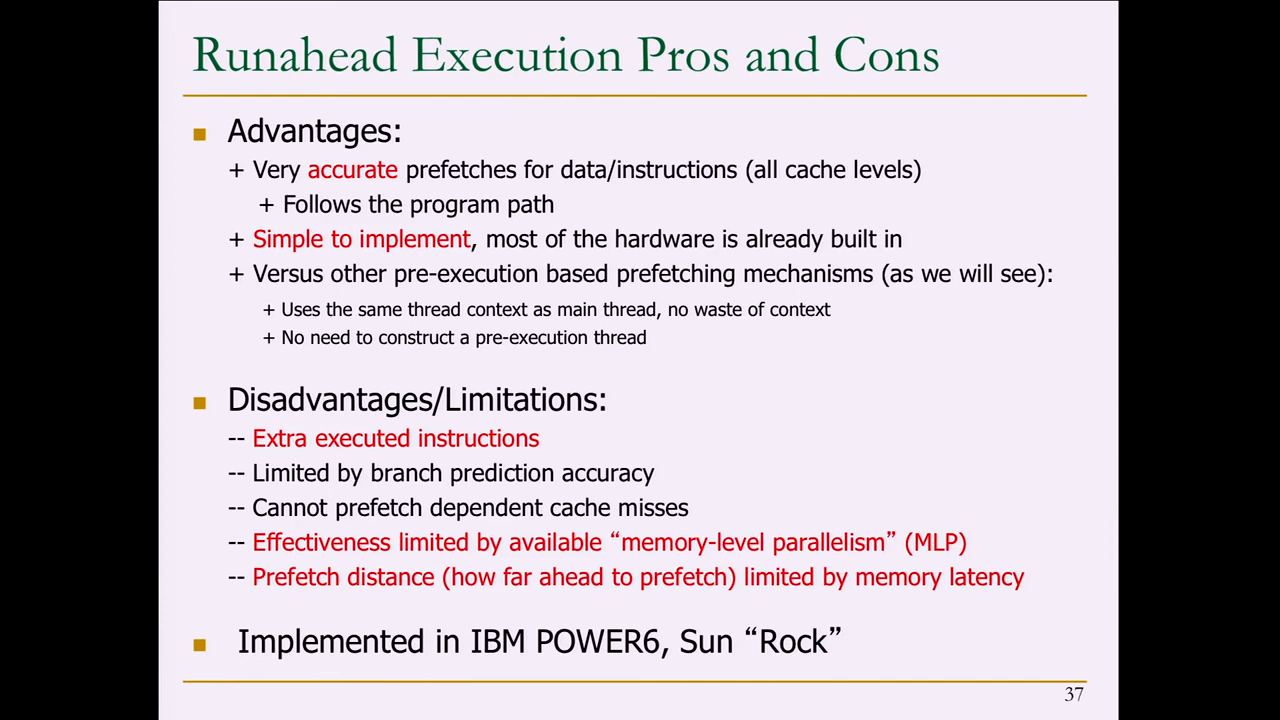 Runahead Execution Pros and Cons
■ Advantages:
+ Very accurate prefetches for data/instructions (all cache levels)
+ Follows the program path
+ Simple to implement, most of the hardware is already built in
+ Versus other pre-execution based prefetching mechanisms (as we will see):
+ Uses the same thread context as main thread, no waste of context
+ No need to construct a pre-execution thread
■ Disadvantages/Limitations:
-- Extra executed instructions
-- Limited by branch prediction accuracy
-- Cannot prefetch dependent cache misses
-- Effectiveness limited by available “memory-level parallelism” (MLP)
-- Prefetch distance (how far ahead to prefetch) limited by memory latency
■ Implemented in IBM POWER6, Sun “Rock”
37